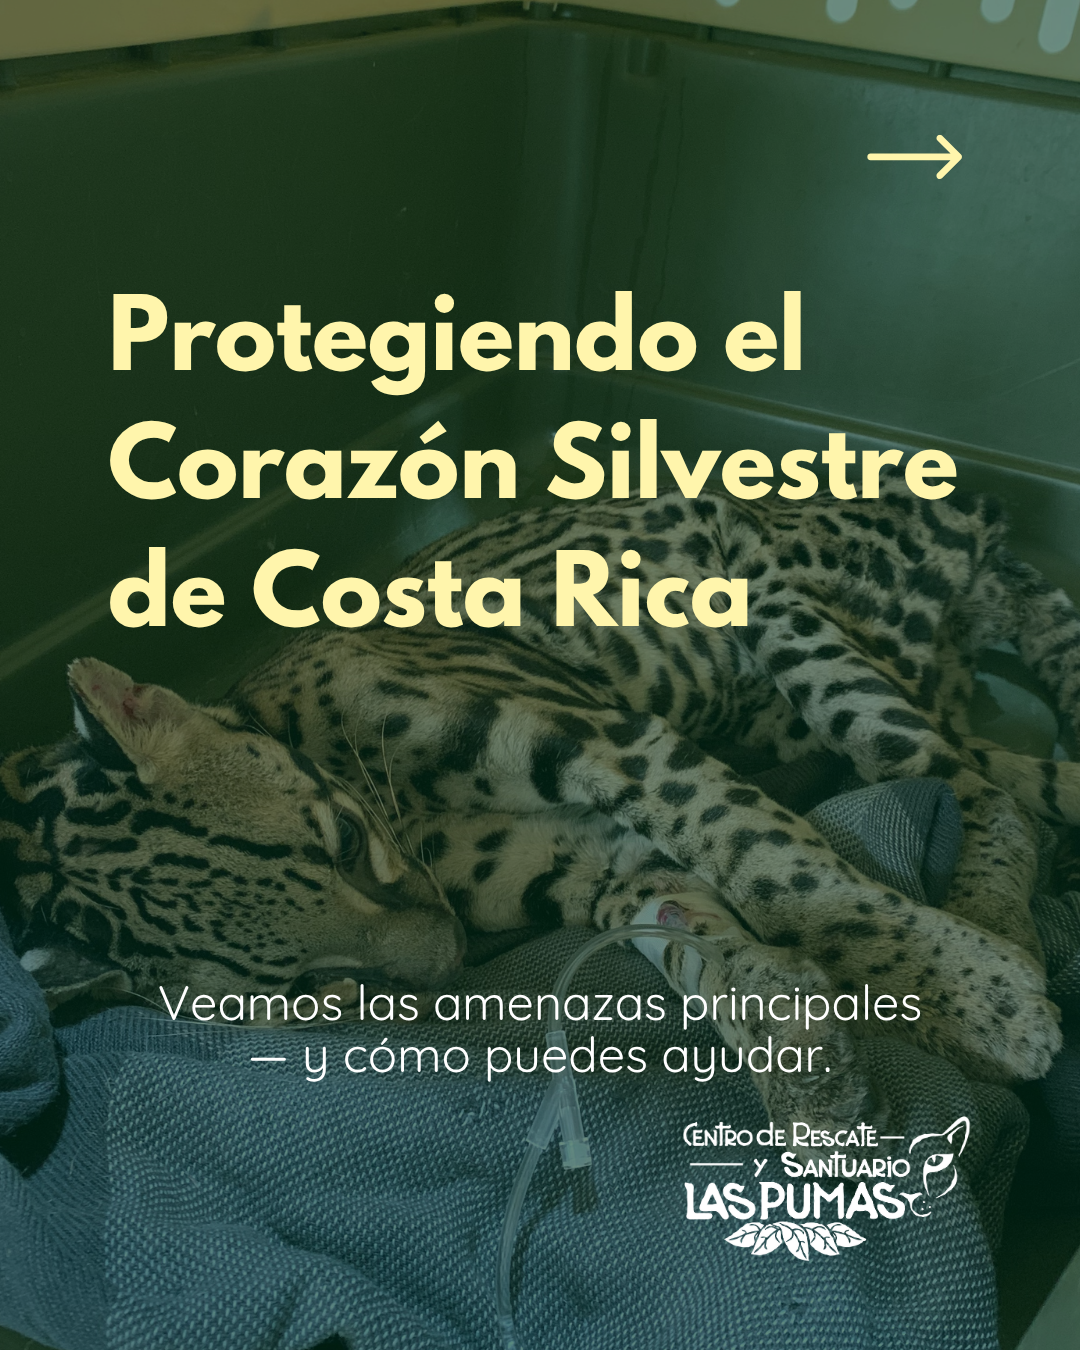 Protegiendo el
Corazón Silvestre
de Costa Rica
Veamos las amenazas principales
— y cómo puedes ayudar.
CENTRO DE RESCATE
Y SANTUARIO
LAS PUMAS